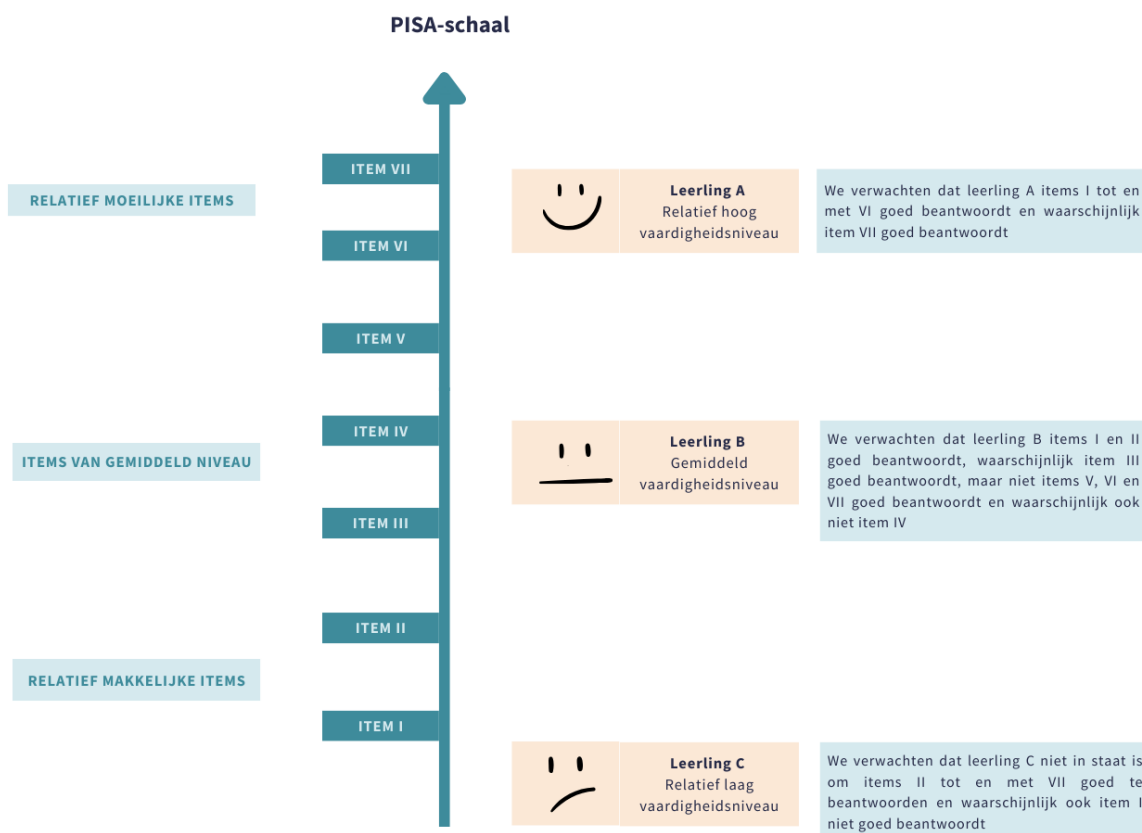 PISA-schaal
ITEM VII
RELATIEF MOEILIJKE ITEMS
ITEM VI
Leerling A
Relatief hoog
vaardigheidsniveau
We verwachten dat leerling A items I tot en
met VI goed beantwoordt en waarschijnlijk
item VII goed beantwoordt
ITEM V
ITEM IV
ITEMS VAN GEMIDDELD NIVEAU
ITEM III
Leerling B
Gemiddeld
vaardigheidsniveau
We verwachten dat leerling B items I en II
goed beantwoordt, waarschijnlijk item III
goed beantwoordt, maar niet items V, VI en
VII goed beantwoordt en waarschijnlijk ook
niet item IV
ITEM II
RELATIEF MAKKELIJKE ITEMS
ITEM I
Leerling C
Relatief laag
vaardigheidsniveau
We verwachten dat leerling C niet in staat is
om items II tot en met VII goed te
beantwoorden en waarschijnlijk ook item I
niet goed beantwoordt